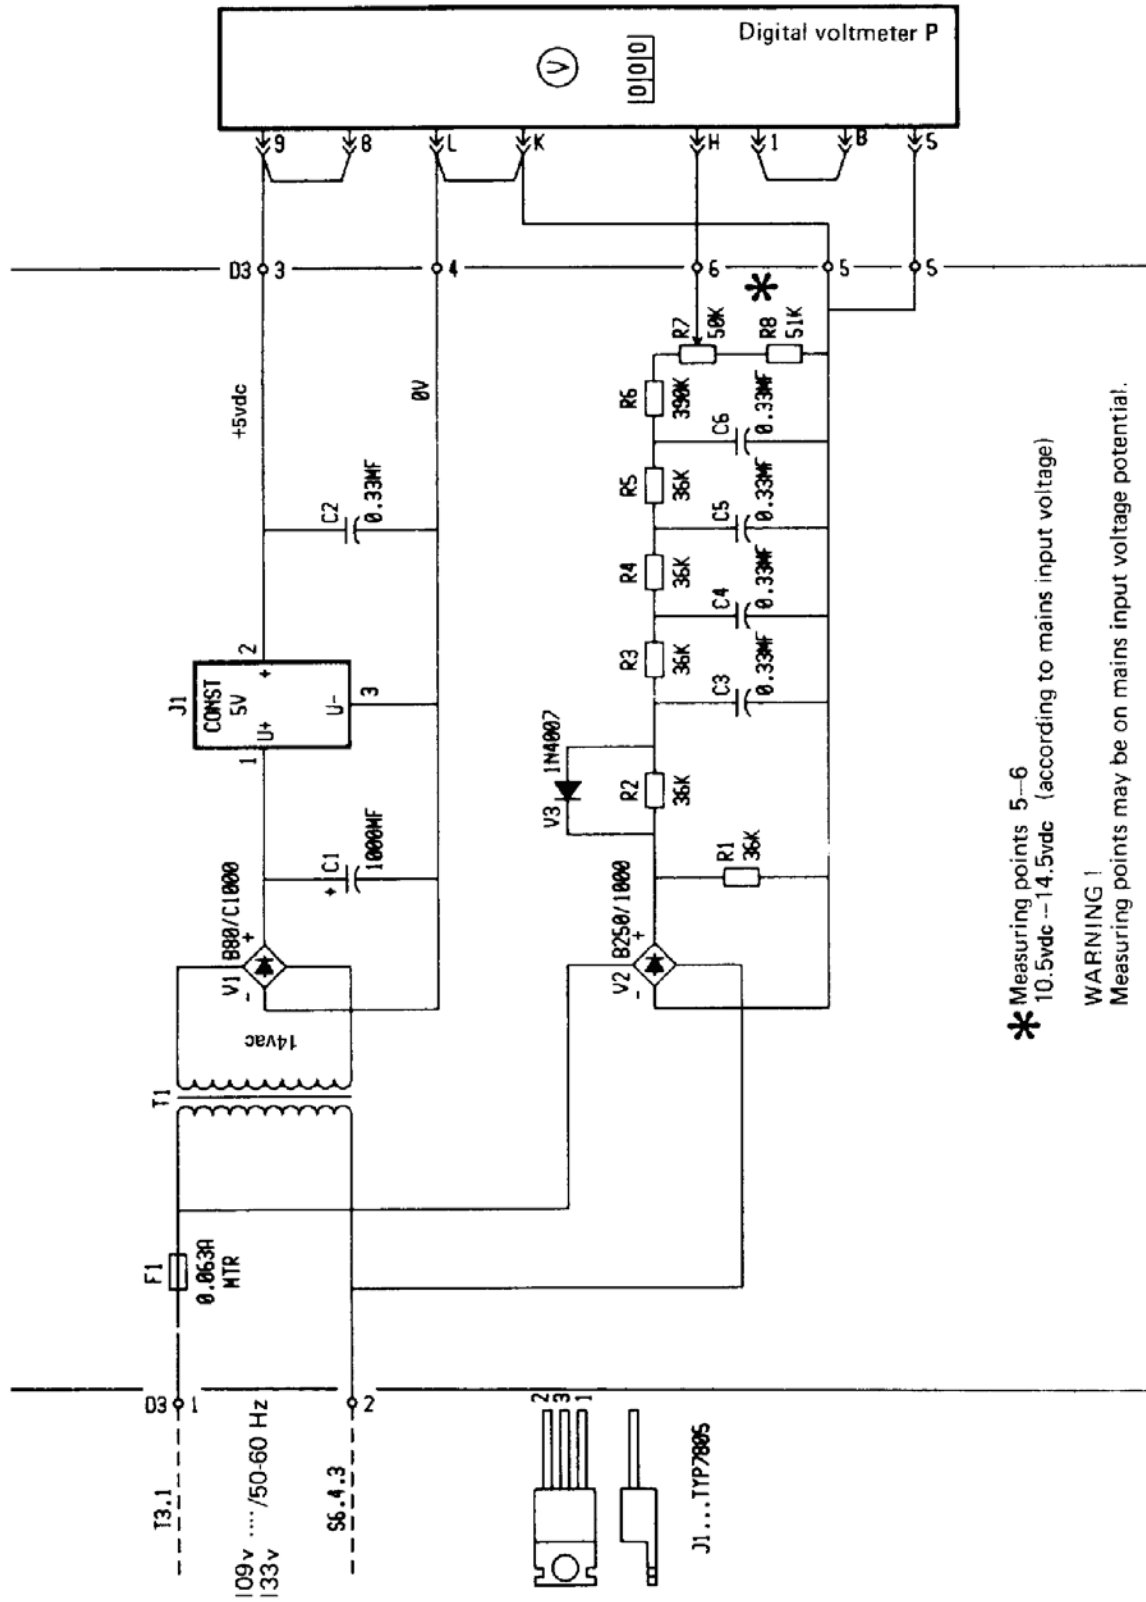 Digital voltmeter P
V
0|0|0
9
8
L
K
H
1
B
5
D3
3
4
6
5
5
+5vdc
0V
C2
0.33MF
J1
CONST
5V
U+
+
U-
1
2
3
+
C1
1000MF
B80/C1000
V1
+
-
14vac
T1
F1
0.063A
MTR
D3
1
2
T3.1
109v ..... /50-60 Hz
133v
S6.4.3
V3
1N4007
R2
36K
R1
36K
B250/1000
V2
+
-
R3
36K
R4
36K
R5
36K
R6
390K
R7
50K
R8
51K
C3
0.33MF
C4
0.33MF
C5
0.33MF
C6
0.33MF
*
2
3
1
J1...TYP7805
* Measuring points 5--6
10.5vdc -- 14.5vdc (according to mains input voltage)
WARNING !
Measuring points may be on mains input voltage potential.